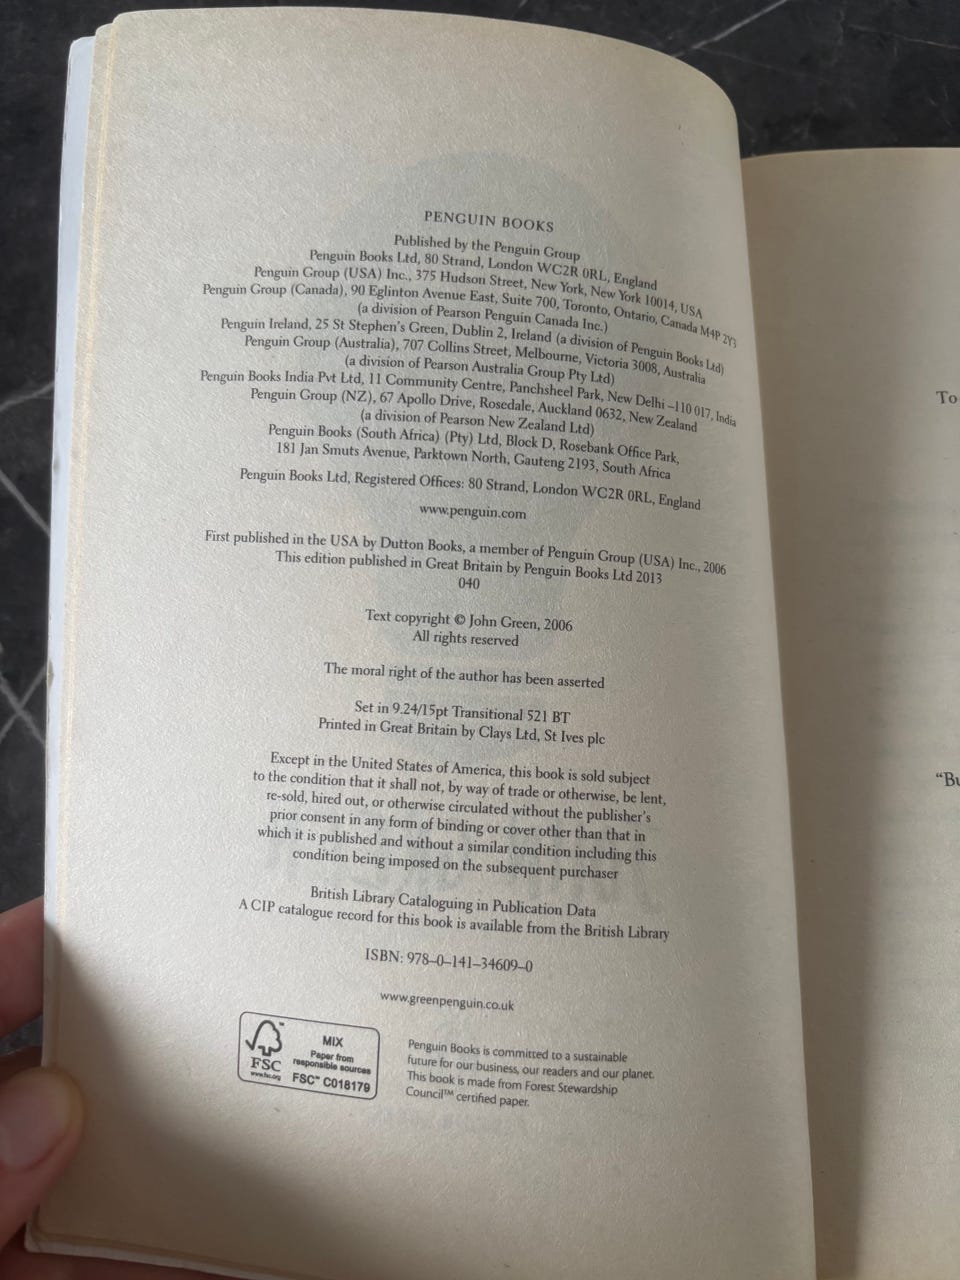 PENGUIN BOOKS
Published by the Penguin Group
Penguin Books Ltd, 80 Strand, London WC2R 0RL, England
Penguin Group (USA) Inc., 375 Hudson Street, New York, New York 10014, USA
Penguin Group (Canada), 90 Eglinton Avenue East, Suite 700, Toronto, Ontario, Canada M4P 2Y3
(a division of Pearson Penguin Canada Inc.)
Penguin Ireland, 25 St Stephen's Green, Dublin 2, Ireland (a division of Penguin Books Ltd)
Penguin Group (Australia), 707 Collins Street, Melbourne, Victoria 3008, Australia
(a division of Pearson Australia Group Pty Ltd)
Penguin Books India Pvt Ltd, 11 Community Centre, Panchsheel Park, New Delhi –110 017, India
Penguin Group (NZ), 67 Apollo Drive, Rosedale, Auckland 0632, New Zealand
(a division of Pearson New Zealand Ltd)
Penguin Books (South Africa) (Pty) Ltd, Block D, Rosebank Office Park,
181 Jan Smuts Avenue, Parktown North, Gauteng 2193, South Africa
Penguin Books Ltd, Registered Offices: 80 Strand, London WC2R 0RL, England
www.penguin.com
First published in the USA by Dutton Books, a member of Penguin Group (USA) Inc., 2006
This edition published in Great Britain by Penguin Books Ltd 2013
040
Text copyright © John Green, 2006
All rights reserved
The moral right of the author has been asserted
Set in 9.24/15pt Transitional 521 BT
Printed in Great Britain by Clays Ltd, St Ives plc
Except in the United States of America, this book is sold subject
to the condition that it shall not, by way of trade or otherwise, be lent,
re-sold, hired out, or otherwise circulated without the publisher's
prior consent in any form of binding or cover other than that in
which it is published and without a similar condition including this
condition being imposed on the subsequent purchaser
British Library Cataloguing in Publication Data
A CIP catalogue record for this book is available from the British Library
ISBN: 978–0–141–34609–0
www.greenpenguin.co.uk
FSC™
www.fsc.org
MIX
Paper from
responsible sources
FSC™ C018179
Penguin Books is committed to a sustainable
future for our business, our readers and our planet.
This book is made from Forest Stewardship
Council™ certified paper.
To